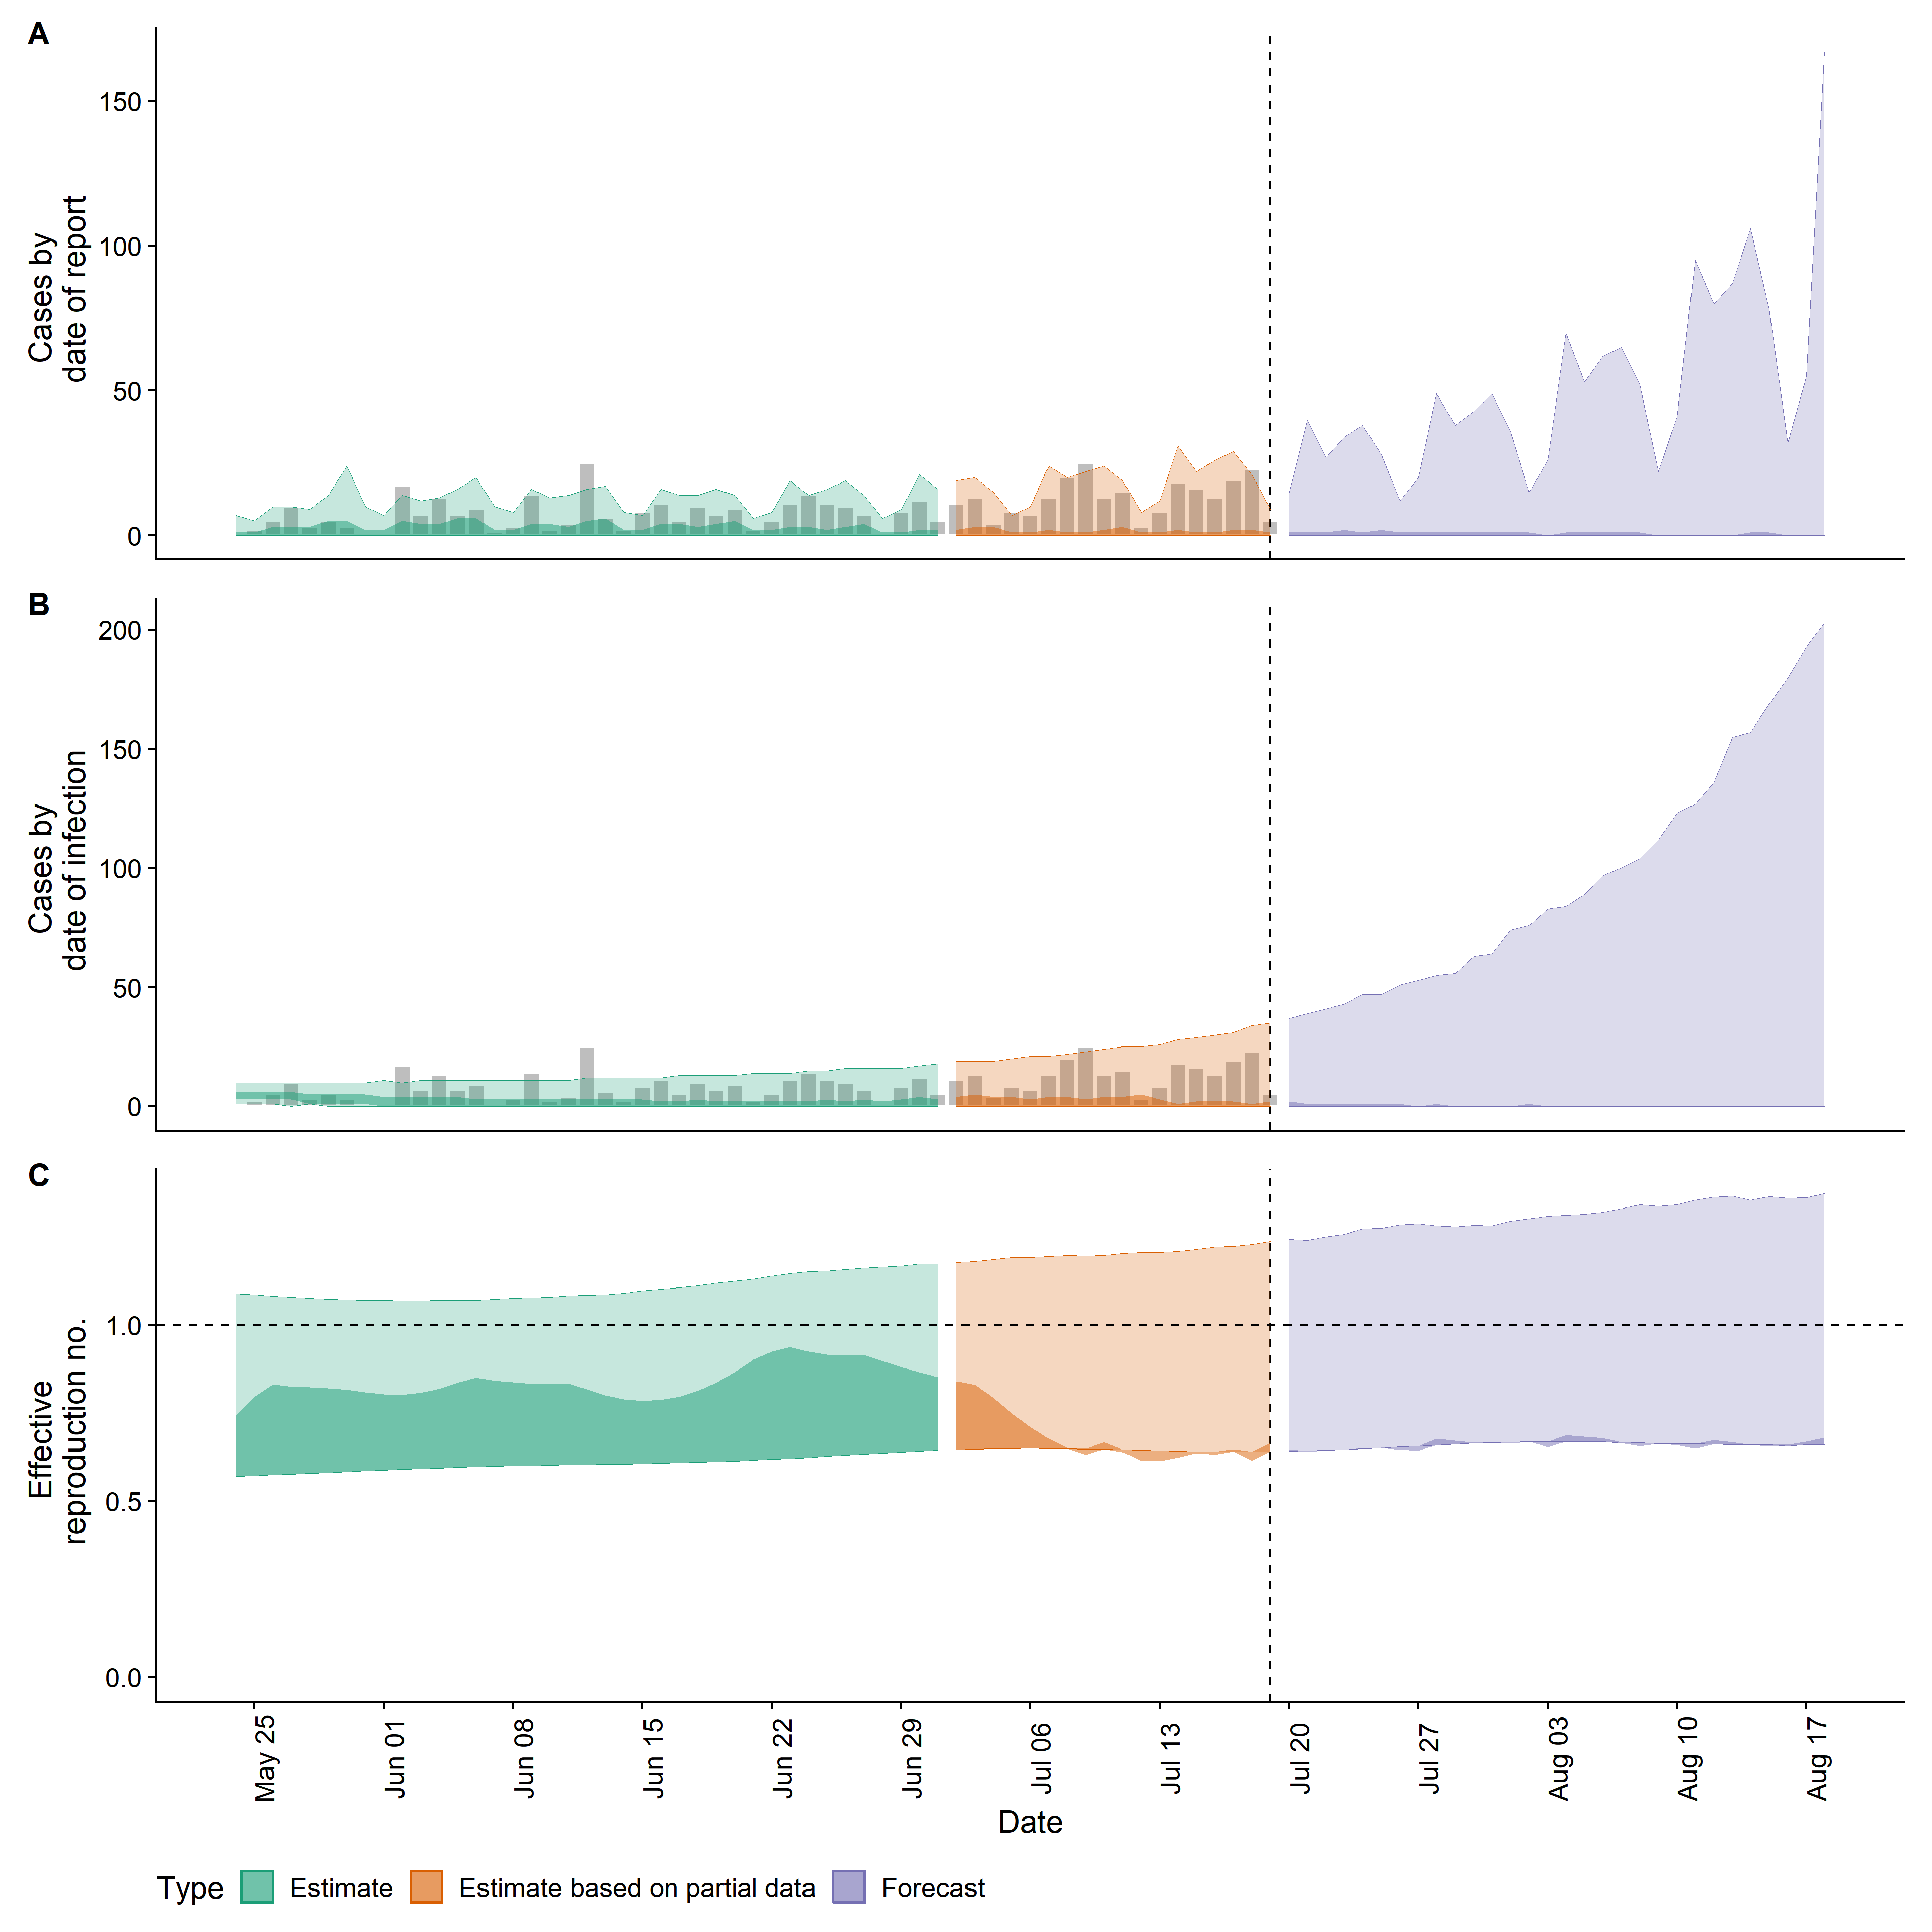 A
Cases by
date of report
150
100
50
0
B
Cases by
date of infection
200
150
100
50
0
C
Effective
reproduction no.
1.0
0.5
0.0
May 25
Jun 01
Jun 08
Jun 15
Jun 22
Jun 29
Jul 06
Jul 13
Jul 20
Jul 27
Aug 03
Aug 10
Aug 17
Date
Type Estimate Estimate based on partial data Forecast